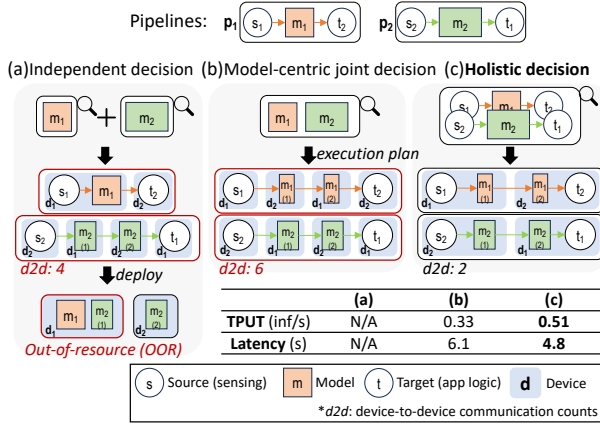 Pipelines: p1 s1 m1 t2 p2 s2 m2 t1
(a)Independent decision (b)Model-centric joint decision (c)Holistic decision
m1 + m2 m1 m2 s1 m1 t2
s2 m2 t1
execution plan
s1 m1 t2 d1 d2
s1 m1 (1) m1 (2) t2 d1 d2 d1 d2
s1 m1 (1) m1 (2) t2 d1 d2
s2 m2 (1) m2 (2) t1 d2 d1 d2 d1
s2 m2 (1) m2 (2) t1 d2 d1 d2 d1
s2 m2 (1) m2 (2) t1 d2 d1
d2d: 4 d2d: 6 d2d: 2
deploy
m1 m2 (1) d1 m2 (2) d2
Out-of-resource (OOR)
(a) (b) (c)
TPUT (inf/s) N/A 0.33 0.51
Latency (s) N/A 6.1 4.8
s Source (sensing) m Model t Target (app logic) d Device
*d2d: device-to-device communication counts